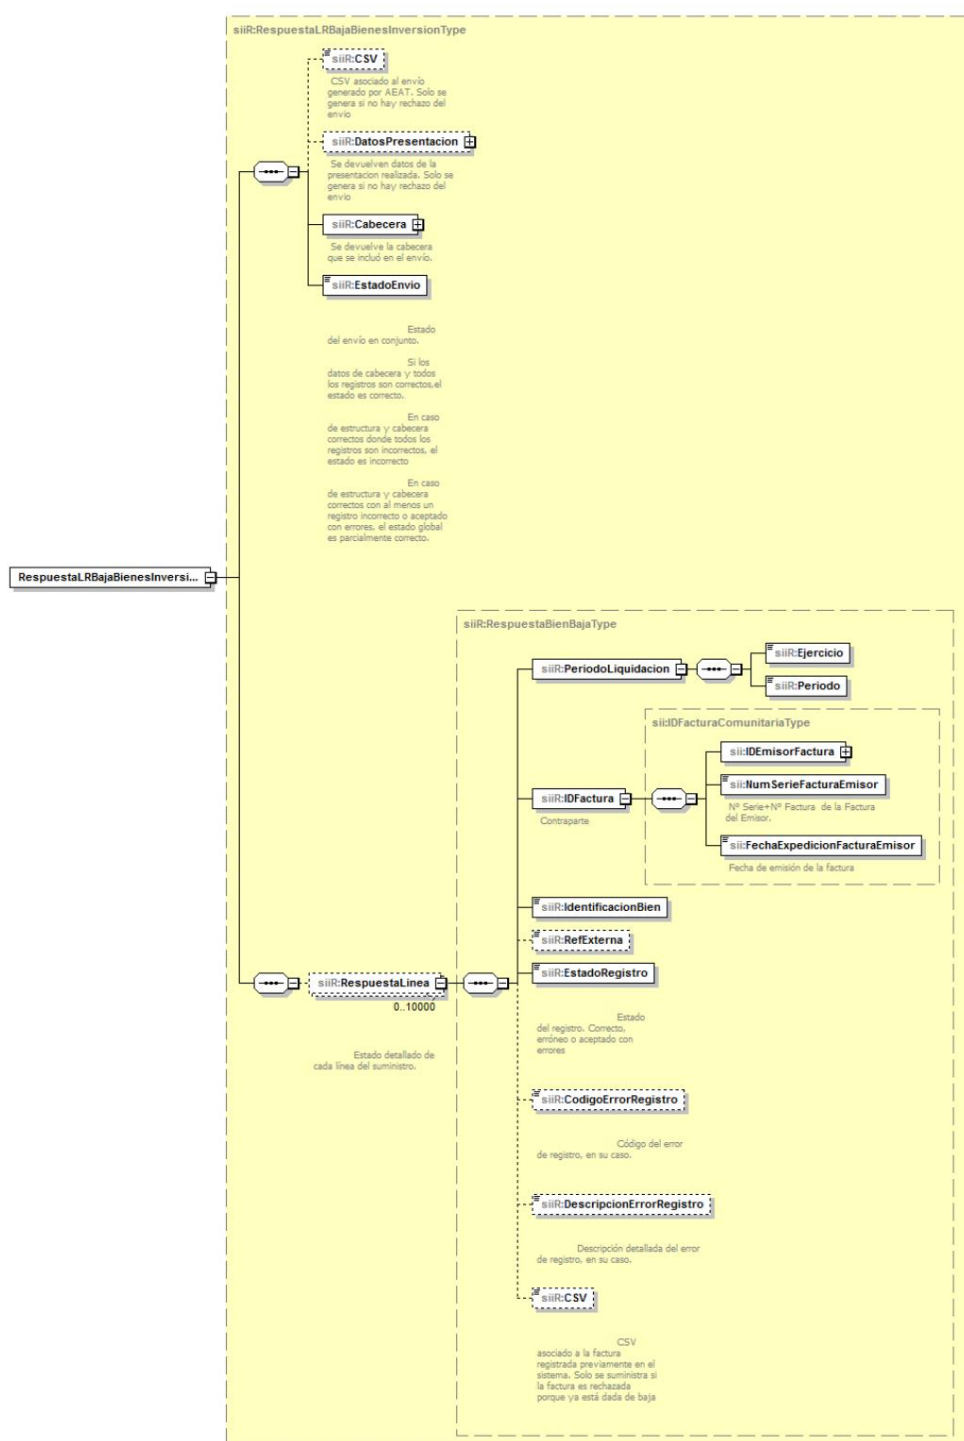 siiR:RespuestaLRBajaBienesInversionType
siiR:CSV
CSV asociado al envío
generado por AEAT. Solo se
genera si no hay rechazo del
envio
siiR:DatosPresentacion
Se devuelven datos de la
presentacion realizada. Solo se
genera si no hay rechazo del
envio
siiR:Cabecera
Se devuelve la cabecera
que se incluó en el envío.
siiR:EstadoEnvio
Estado
del envío en conjunto.
Si los
datos de cabecera y todos
los registros son correctos,el
estado es correcto.
En caso
de estructura y cabecera
correctos donde todos los
registros son incorrectos, el
estado es incorrecto
En caso
de estructura y cabecera
correctos con al menos un
registro incorrecto o aceptado
con errores, el estado global
es parcialmente correcto.
RespuestaLRBajaBienesInversi...
siiR:RespuestaBienBajaType
siiR:PeriodoLiquidacion
siiR:Ejercicio
siiR:Periodo
sii:IDFacturaComunitariaType
sii:IDEmisorFactura
sii:NumSerieFacturaEmisor
Nº Serie+Nº Factura de la Factura
del Emisor.
siiR:IDFactura
Contraparte
sii:FechaExpedicionFacturaEmisor
Fecha de emisión de la factura
siiR:IdentificacionBien
siiR:RefExterna
siiR:EstadoRegistro
siiR:RespuestaLinea
0..10000
Estado detallado de
cada línea del suministro.
Estado
del registro. Correcto,
erróneo o aceptado con
errores
siiR:CodigoErrorRegistro
Código del error
de registro, en su caso.
siiR:DescripcionErrorRegistro
Descripción detallada del error
de registro, en su caso.
siiR:CSV
CSV
asociado a la factura
registrada previamente en el
sistema. Solo se suministra si
la factura es rechazada
porque ya está dada de baja